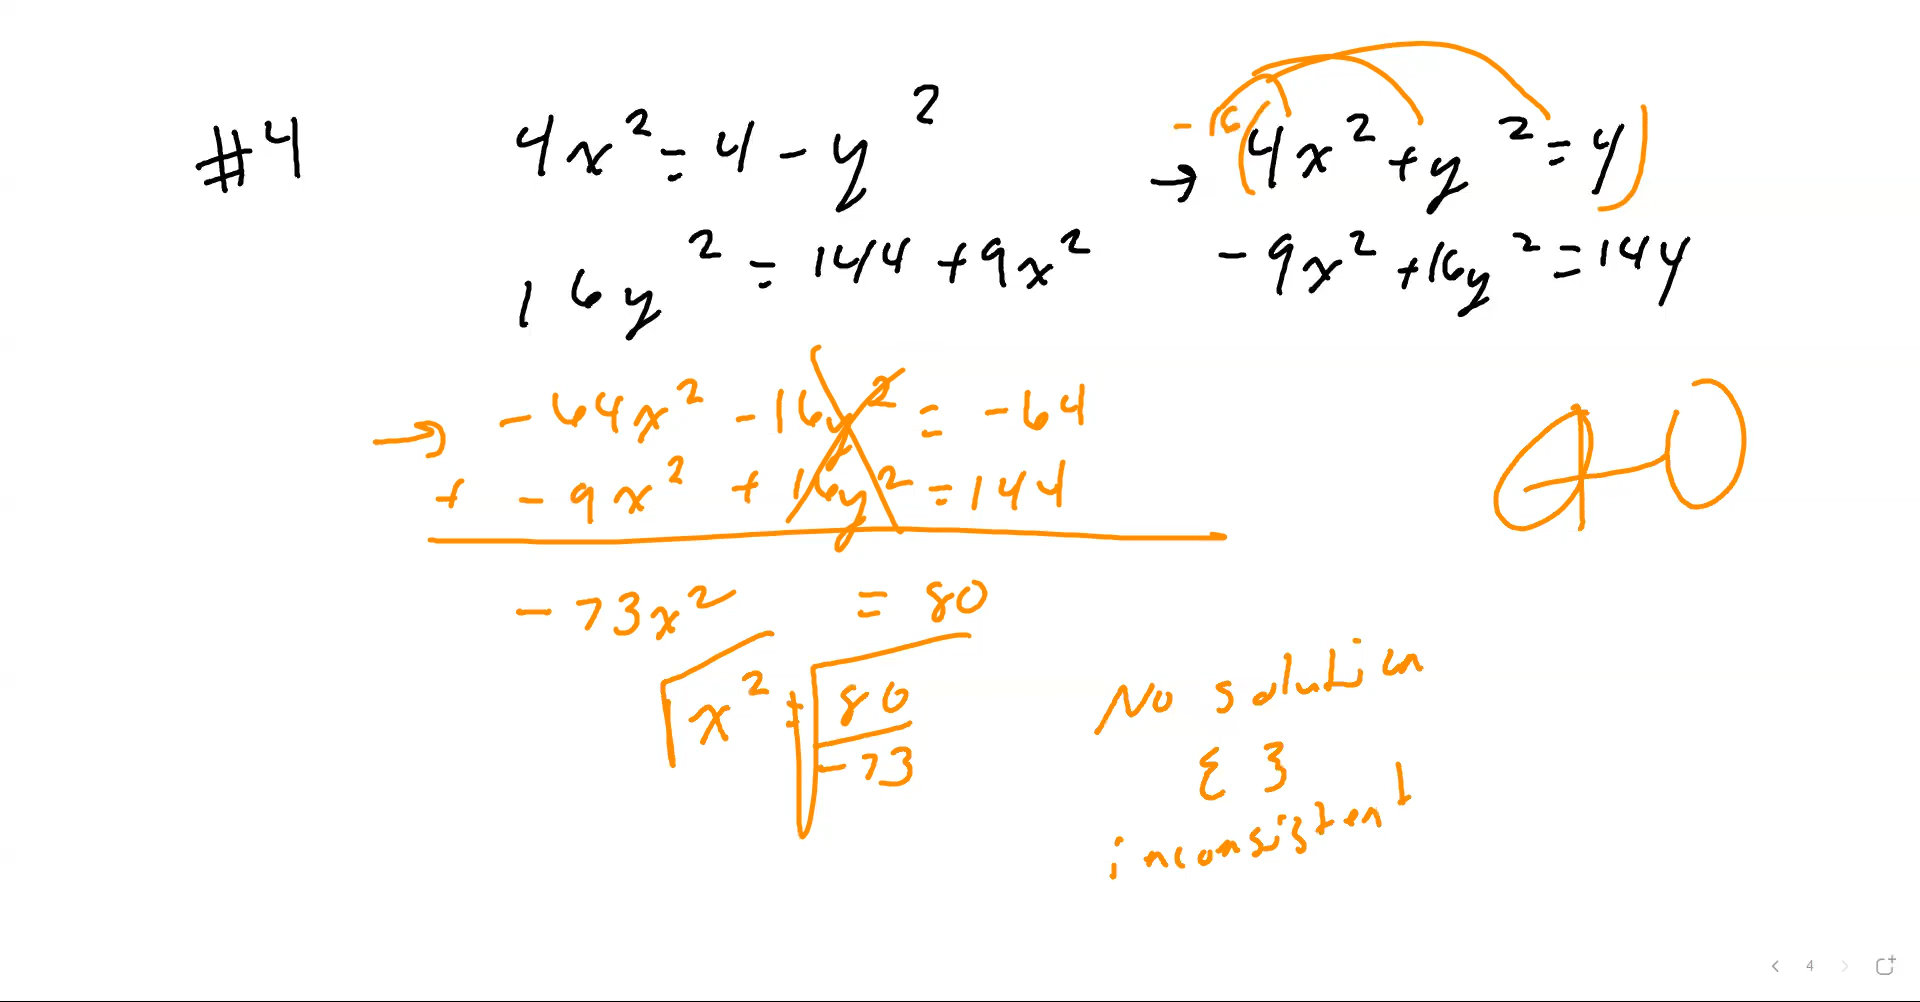 #4 4x² = 4 - y² → -16(4x² + y² = 4)
16y² = 144 + 9x² -9x² + 16y² = 144
→ -64x² - 16y² = -64
+ -9x² + 16y² = 144
-73x² = 80
√x² = √80/-73
No solution
{ }
inconsistent
4